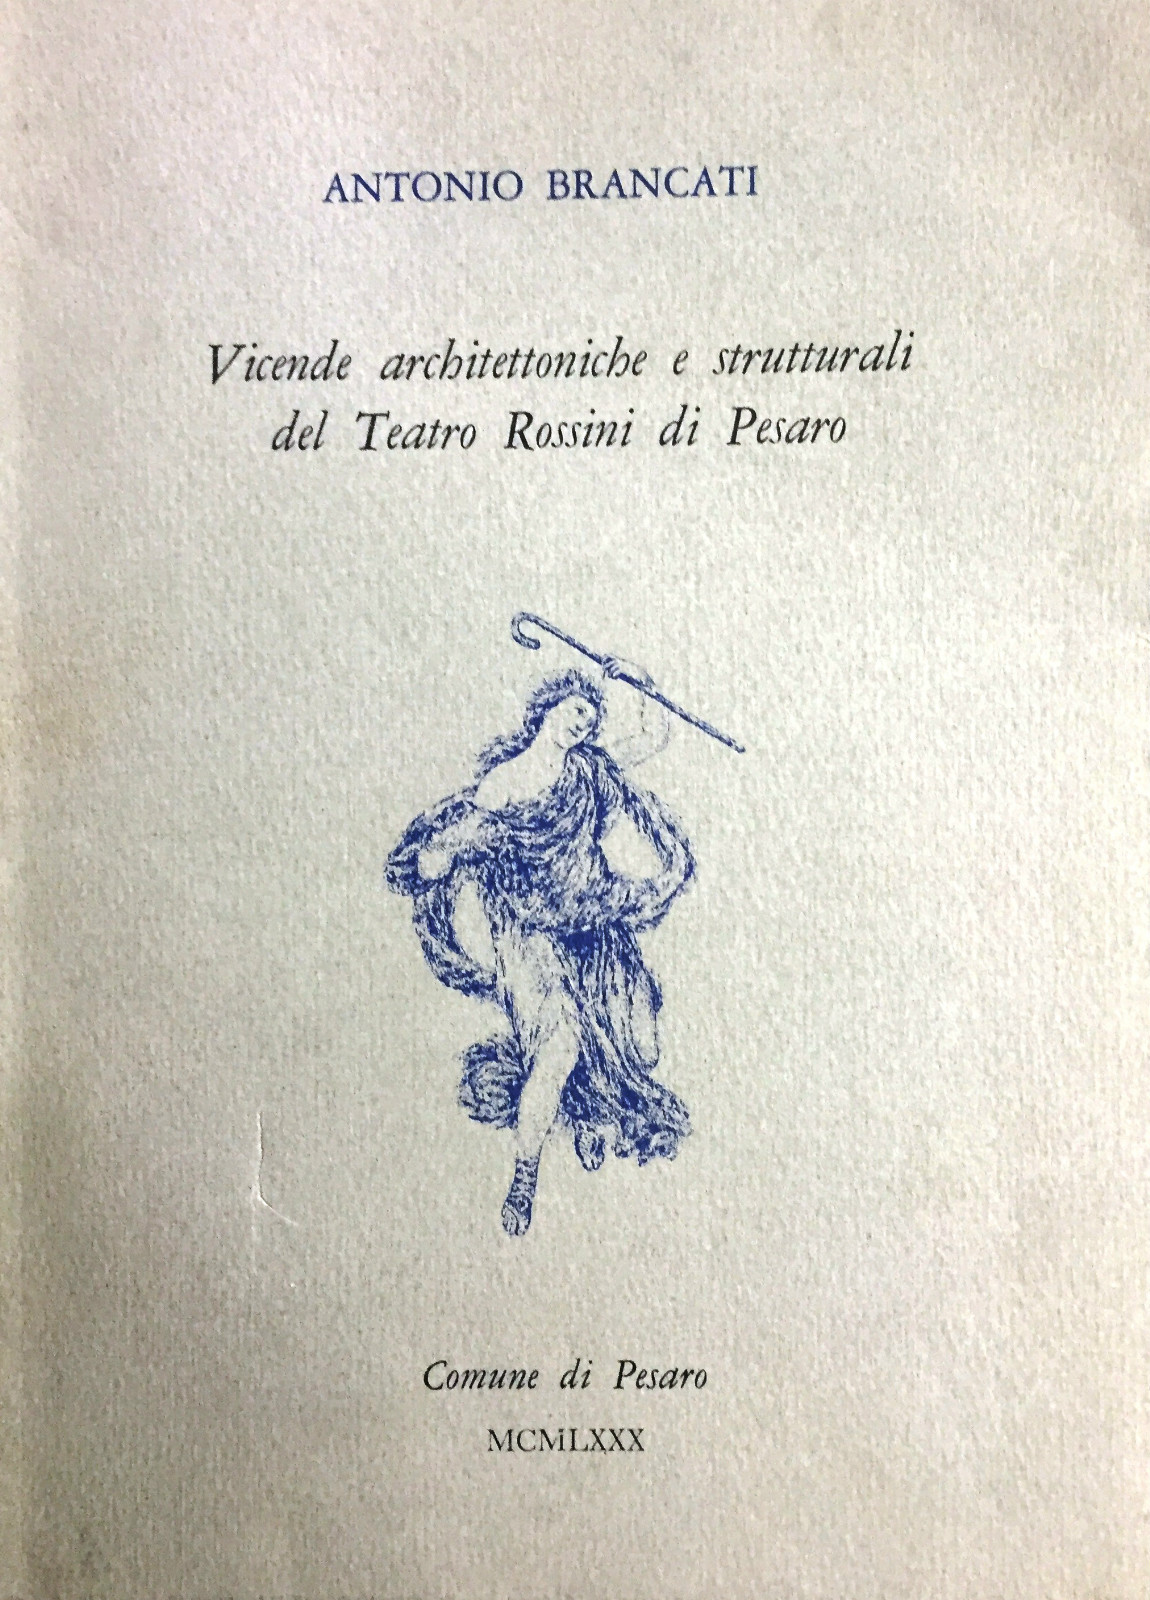 ANTONIO BRANCATI
Vicende architettoniche e strutturali
del Teatro Rossini di Pesaro
Comune di Pesaro
MCMLXXX